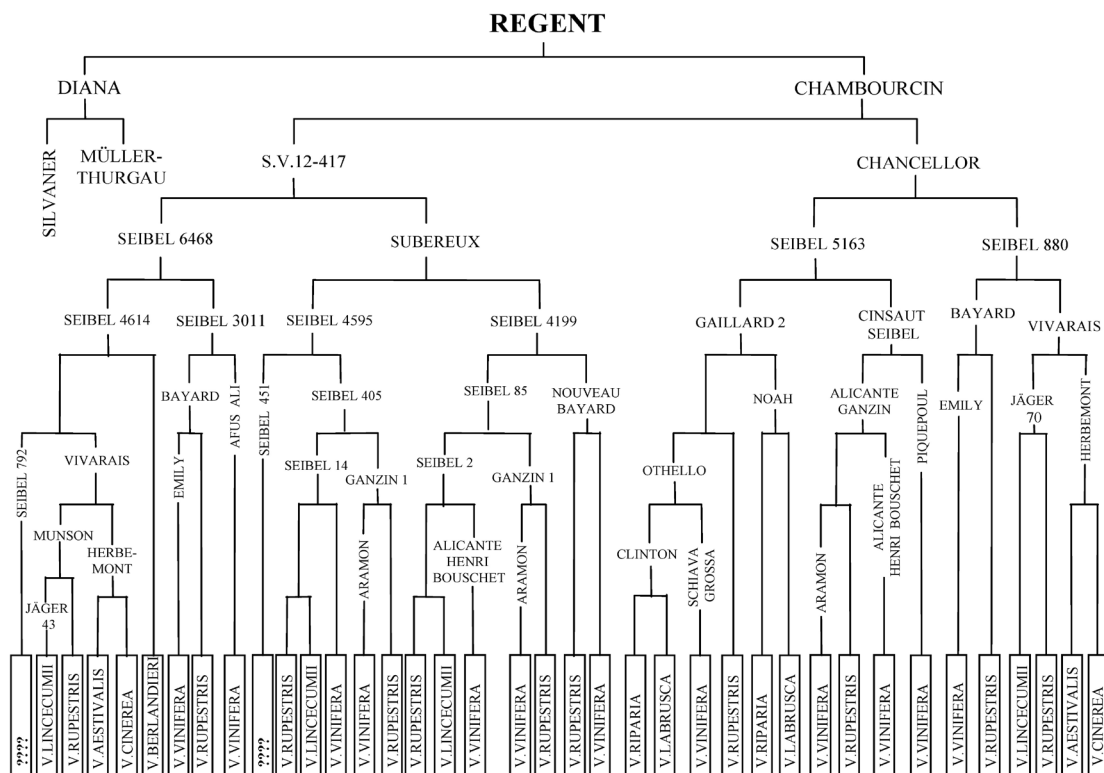 REGENT
DIANA
CHAMBOURCIN
SILVANER
MÜLLER-
THURGAU
S.V.12-417
CHANCELLOR
SEIBEL 6468
SUBEREUX
SEIBEL 5163
SEIBEL 880
SEIBEL 4614
SEIBEL 3011
SEIBEL 4595
SEIBEL 4199
GAILLARD 2
CINSAUT
SEIBEL
BAYARD
VIVARAIS
BAYARD
AFUS ALI
SEIBEL 451
SEIBEL 405
SEIBEL 85
NOUVEAU
BAYARD
NOAH
ALICANTE
GANZIN
PIQUEPOUL
EMILY
JÄGER
70
HERBEMONT
SEIBEL 792
VIVARAIS
EMILY
SEIBEL 14
GANZIN 1
SEIBEL 2
GANZIN 1
OTHELLO
MUNSON
HERBE-
MONT
ARAMON
ALICANTE
HENRI
BOUSCHET
ARAMON
CLINTON
SCHIAVA
GROSSA
ARAMON
ALICANTE
HENRI BOUSCHET
JÄGER
43
????
V.LINCECUMII
V.RUPESTRIS
V.AESTIVALIS
V.CINEREA
V.BERLANDIERI
V.VINIFERA
V.RUPESTRIS
V.VINIFERA
????
V.RUPESTRIS
V.LINCECUMII
V.VINIFERA
V.VINIFERA
V.RUPESTRIS
V.RUPESTRIS
V.LINCECUMII
V.VINIFERA
V.VINIFERA
V.RUPESTRIS
V.RUPESTRIS
V.VINIFERA
V.RIPARIA
V.LABRUSCA
V.VINIFERA
V.RUPESTRIS
V.RIPARIA
V.LABRUSCA
V.VINIFERA
V.RUPESTRIS
V.VINIFERA
V.VINIFERA
V.VINIFERA
V.RUPESTRIS
V.LINCECUMII
V.RUPESTRIS
V.AESTIVALIS
V.CINEREA